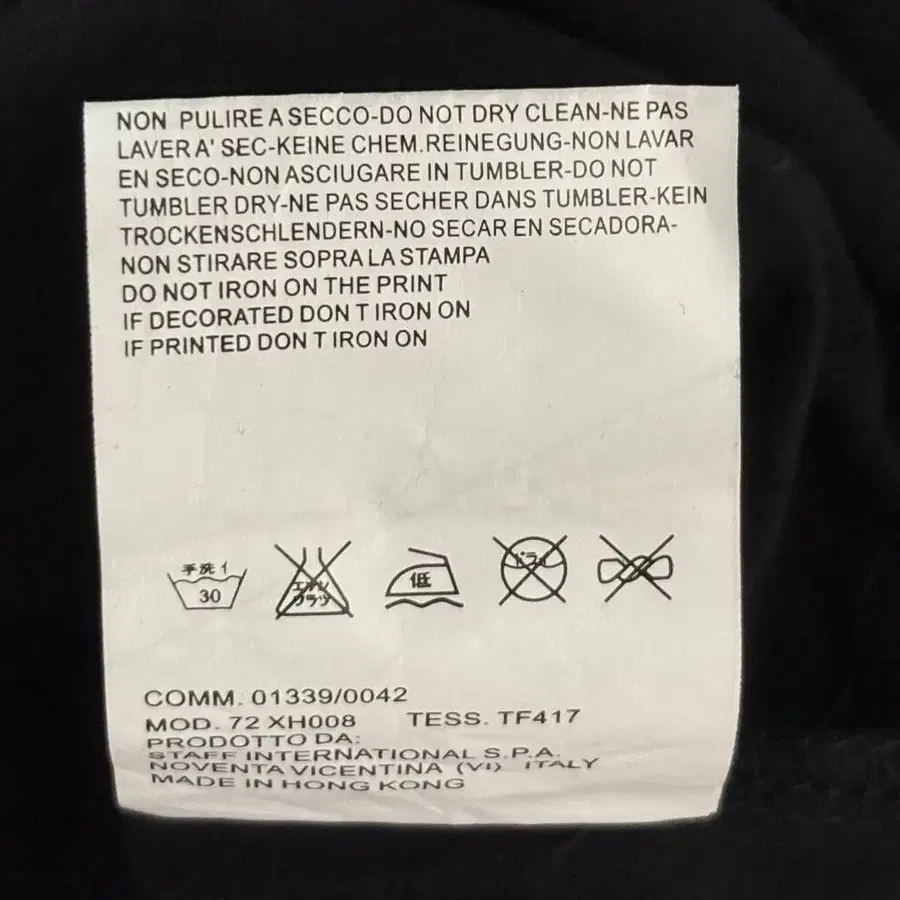 NON PULIRE A SECCO-DO NOT DRY CLEAN-NE PAS
LAVER A' SEC-KEINE CHEM.REINEGUNG-NON LAVAR
EN SECO-NON ASCIUGARE IN TUMBLER-DO NOT
TUMBLER DRY-NE PAS SECHER DANS TUMBLER-KEIN
TROCKENSCHLENDERN-NO SECAR EN SECADORA-
NON STIRARE SOPRA LA STAMPA
DO NOT IRON ON THE PRINT
IF DECORATED DON T IRON ON
IF PRINTED DON T IRON ON
手洗イ
30
低
COMM. 01339/0042
MOD. 72 XH008 TESS. TF417
PRODOTTO DA:
STAFF INTERNATIONAL S.P.A.
NOVENTA VICENTINA (VI) ITALY
MADE IN HONG KONG